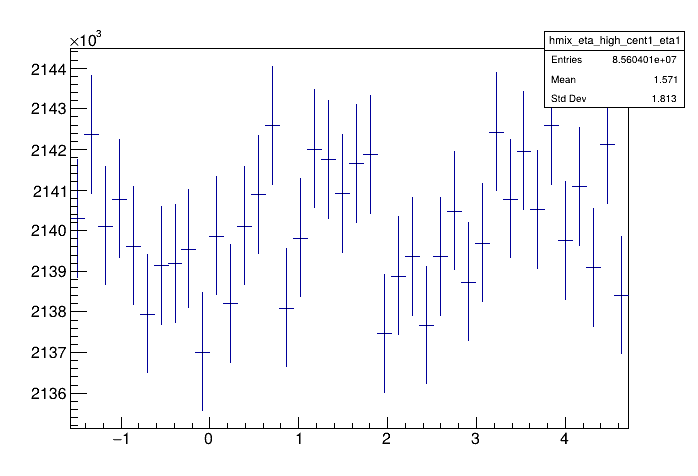 ×10³
hmix_eta_high_cent1_eta1
Entries 8.560401e+07
Mean 1.571
Std Dev 1.813
2144
2143
2142
2141
2140
2139
2138
2137
2136
−1 0 1 2 3 4